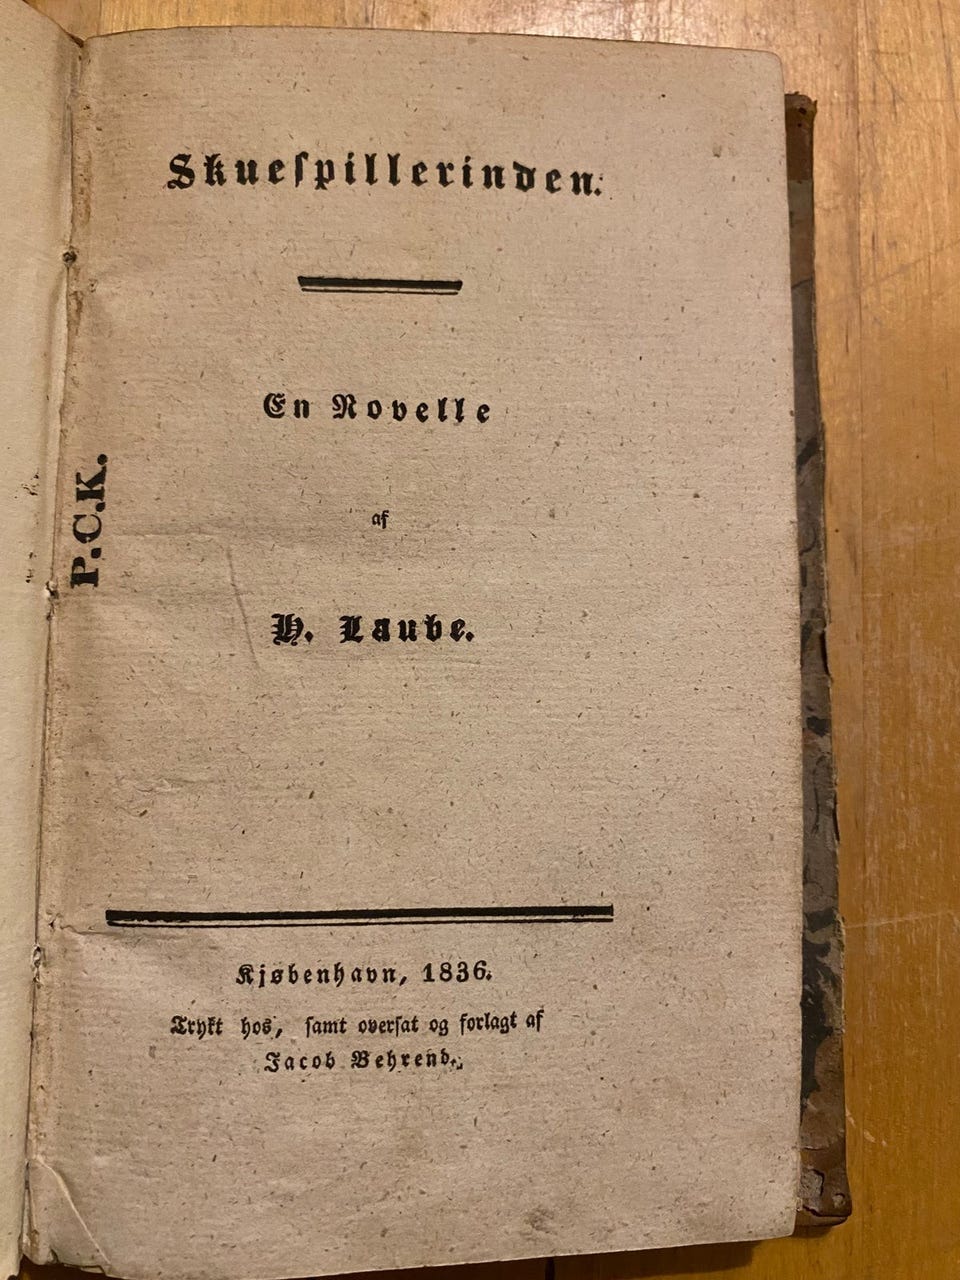 Skueſpillerinden.
En Novelle
af
H. Laube.
P.C.K.
Kjøbenhavn, 1836.
Trykt hos, ſamt overſat og forlagt af
Jacob Behrend.